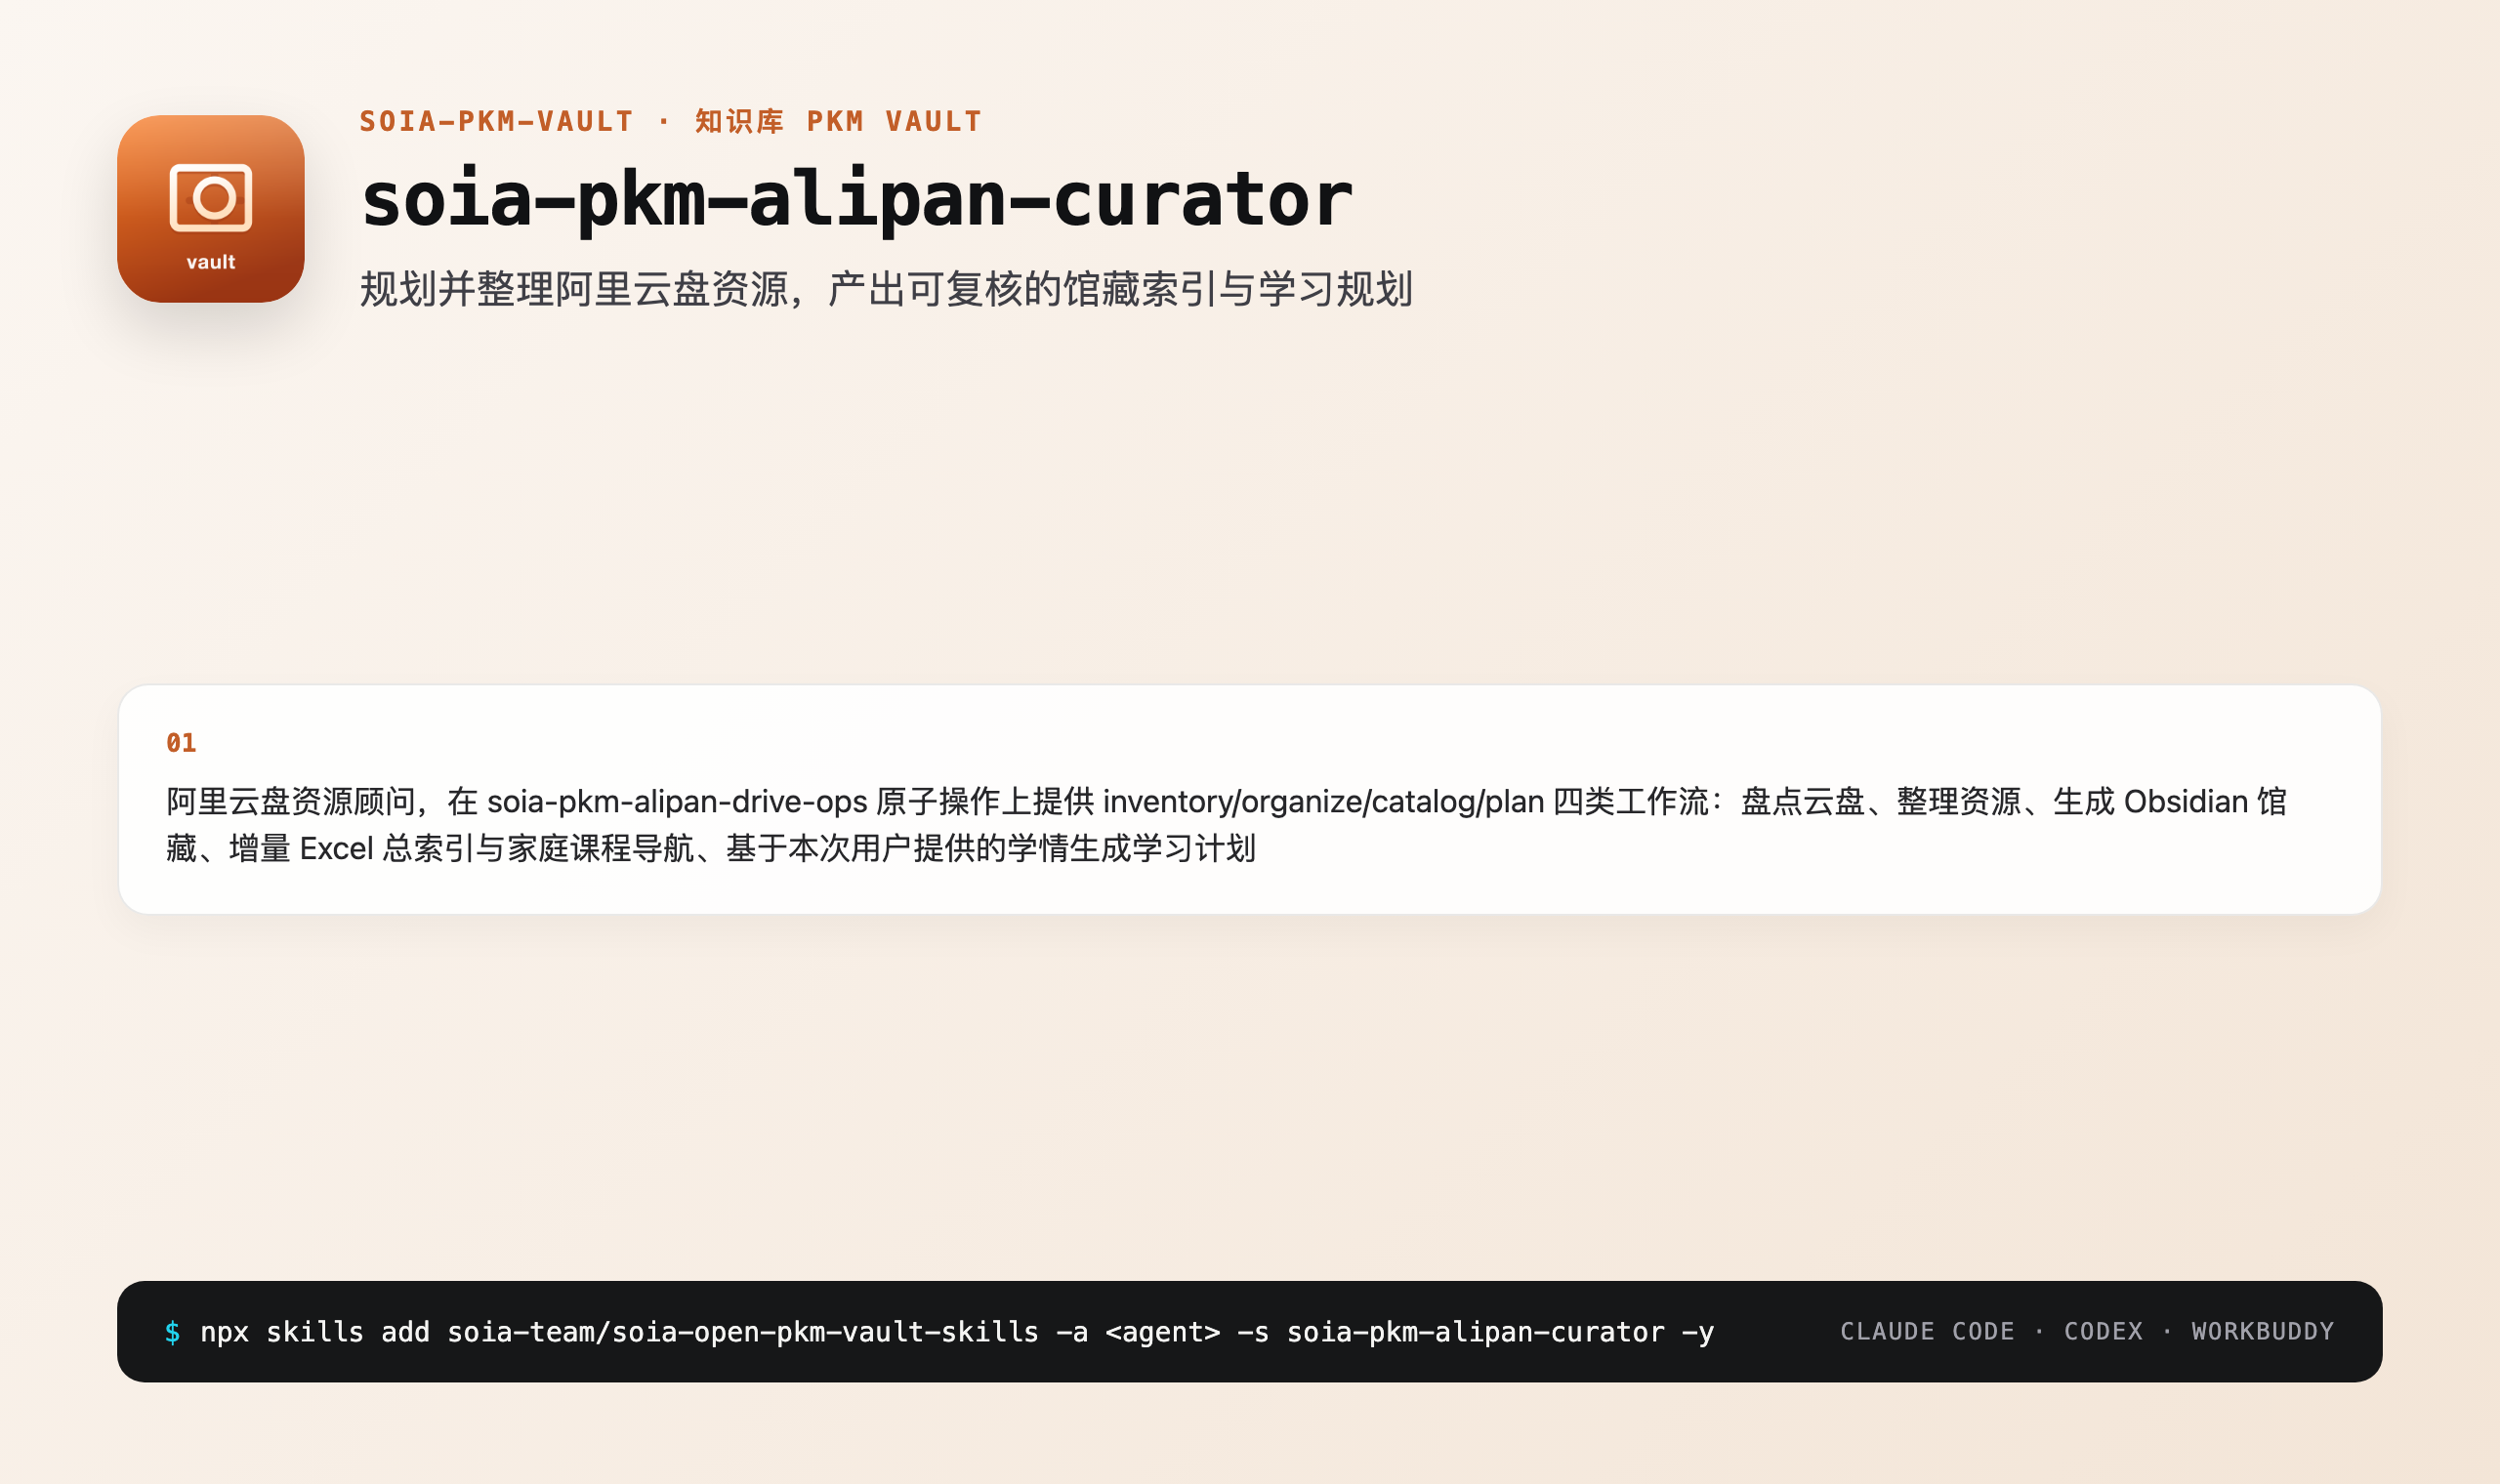 SOIA-PKM-VAULT · 知识库 PKM VAULT
soia-pkm-alipan-curator
规划并整理阿里云盘资源，产出可复核的馆藏索引与学习规划
vault
01
阿里云盘资源顾问，在 soia-pkm-alipan-drive-ops 原子操作上提供 inventory/organize/catalog/plan 四类工作流：盘点云盘、整理资源、生成 Obsidian 馆
藏、增量 Excel 总索引与家庭课程导航、基于本次用户提供的学情生成学习计划
$ npx skills add soia-team/soia-open-pkm-vault-skills -a <agent> -s soia-pkm-alipan-curator -y
CLAUDE CODE · CODEX · WORKBUDDY